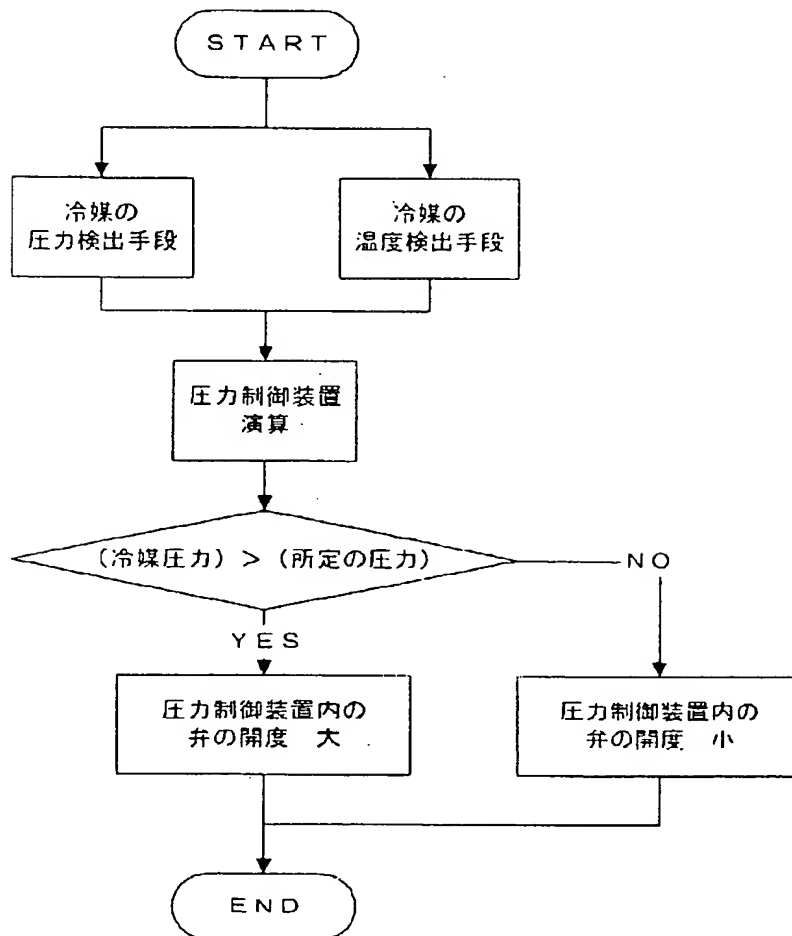 START
冷媒の
圧力検出手段
冷媒の
温度検出手段
圧力制御装置
演算
(冷媒圧力) > (所定の圧力)
NO
YES
圧力制御装置内の
弁の開度 大
圧力制御装置内の
弁の開度 小
END